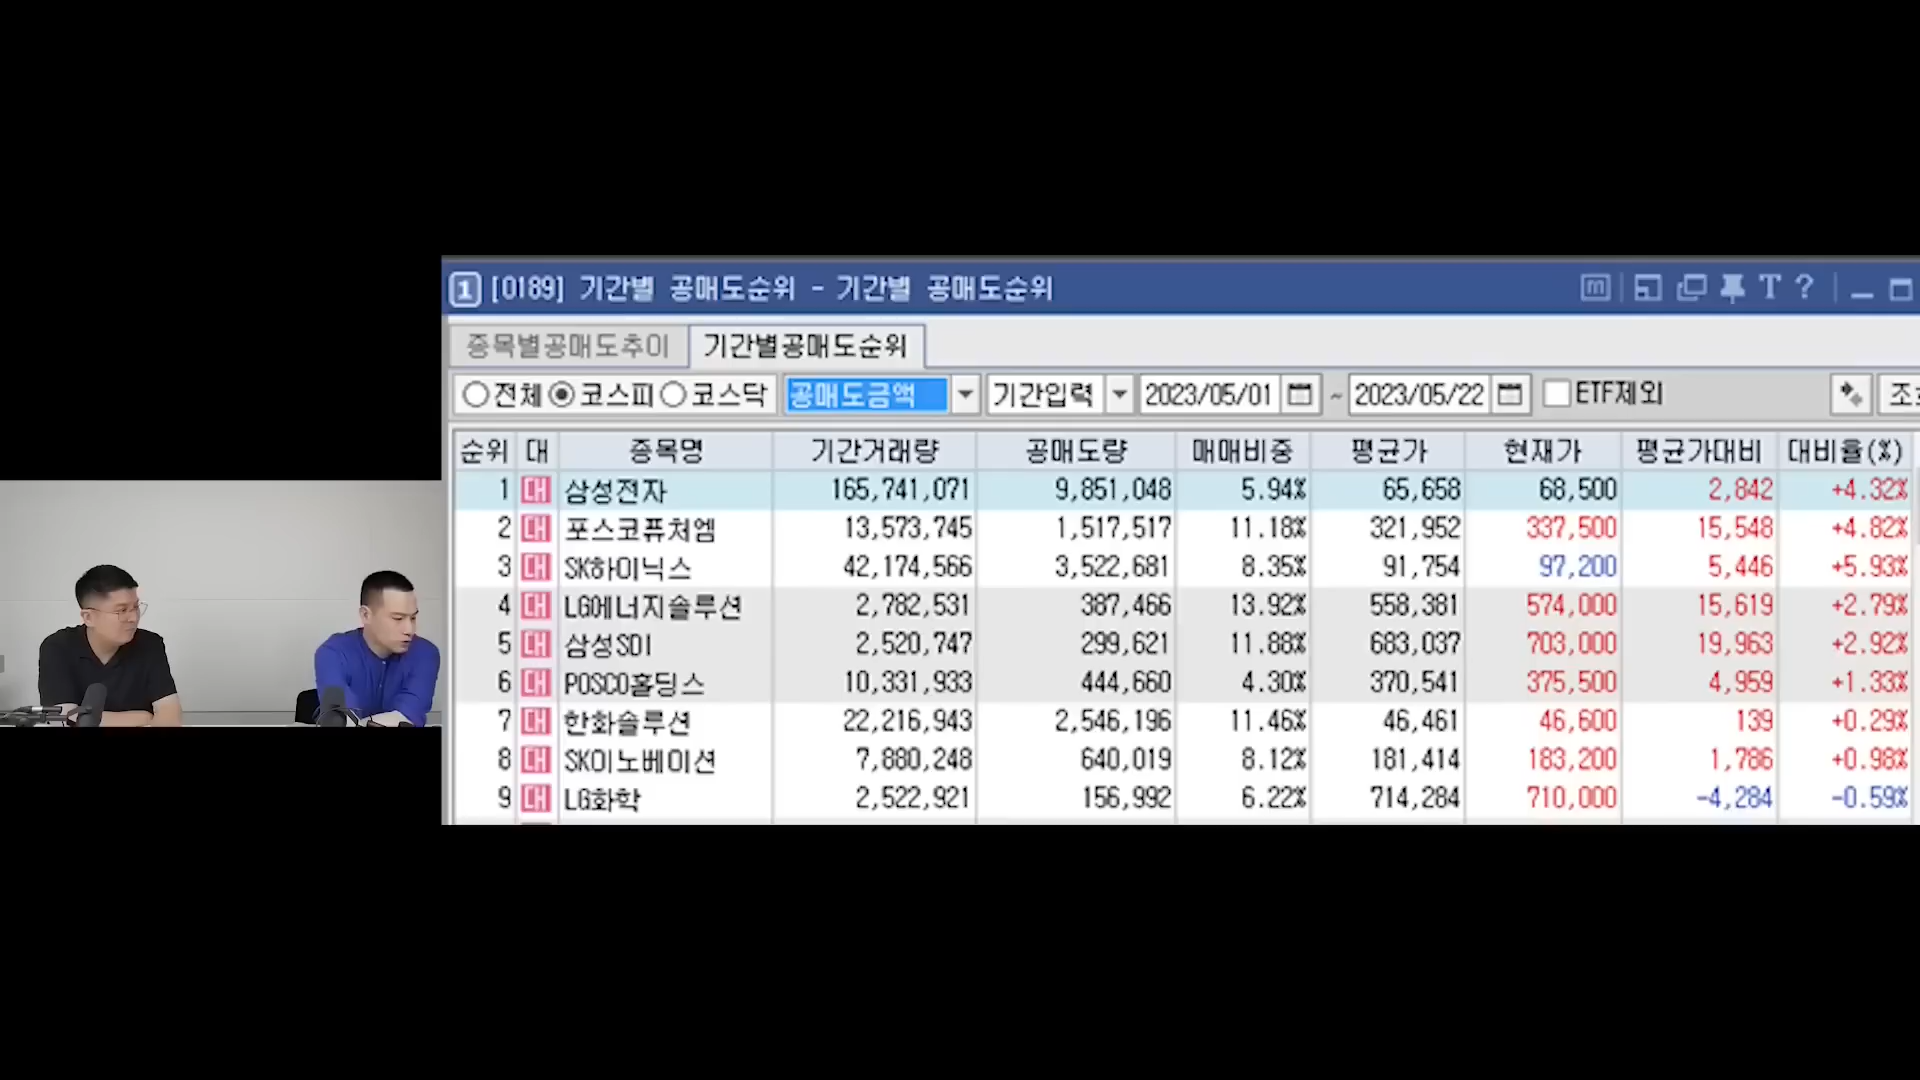 1 [0189] 기간별 공매도순위 - 기간별 공매도순위 m T ?
종목별공매도추이 기간별공매도순위
전체 코스피 코스닥 공매도금액 기간입력 2023/05/01 ~ 2023/05/22 ETF제외
순위 대 종목명 기간거래량 공매도량 매매비중 평균가 현재가 평균가대비 대비율(%)
1 대 삼성전자 165,741,071 9,851,048 5.94% 65,658 68,500 2,842 +4.32%
2 대 포스코퓨처엠 13,573,745 1,517,517 11.18% 321,952 337,500 15,548 +4.82%
3 대 SK하이닉스 42,174,566 3,522,681 8.35% 91,754 97,200 5,446 +5.93%
4 대 LG에너지솔루션 2,782,531 387,466 13.92% 558,381 574,000 15,619 +2.79%
5 대 삼성SDI 2,520,747 299,621 11.88% 683,037 703,000 19,963 +2.92%
6 대 POSCO홀딩스 10,331,933 444,660 4.30% 370,541 375,500 4,959 +1.33%
7 대 한화솔루션 22,216,943 2,546,196 11.46% 46,461 46,600 139 +0.29%
8 대 SK이노베이션 7,880,248 640,019 8.12% 181,414 183,200 1,786 +0.98%
9 대 LG화학 2,522,921 156,992 6.22% 714,284 710,000 -4,284 -0.59%